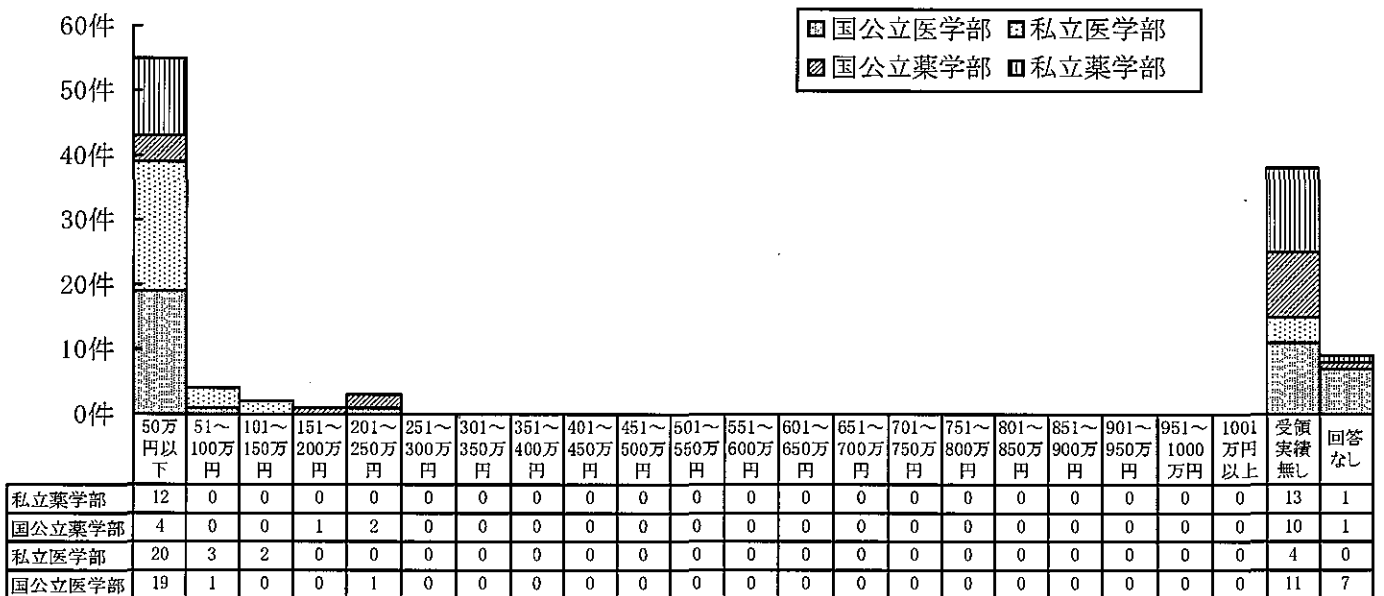 60件
50件
40件
30件
20件
10件
0件
国公立医学部 私立医学部
国公立薬学部 私立薬学部
50万円以下 51～100万円 101～150万円 151～200万円 201～250万円 251～300万円 301～350万円 351～400万円 401～450万円 451～500万円 501～550万円 551～600万円 601～650万円 651～700万円 701～750万円 751～800万円 801～850万円 851～900万円 901～950万円 951～1000万円 1001万円以上 受領実績無し 回答なし
私立薬学部 12 0 0 0 0 0 0 0 0 0 0 0 0 0 0 0 0 0 0 0 0 13 1
国公立薬学部 4 0 0 1 2 0 0 0 0 0 0 0 0 0 0 0 0 0 0 0 0 10 1
私立医学部 20 3 2 0 0 0 0 0 0 0 0 0 0 0 0 0 0 0 0 0 0 4 0
国公立医学部 19 1 0 0 1 0 0 0 0 0 0 0 0 0 0 0 0 0 0 0 0 11 7